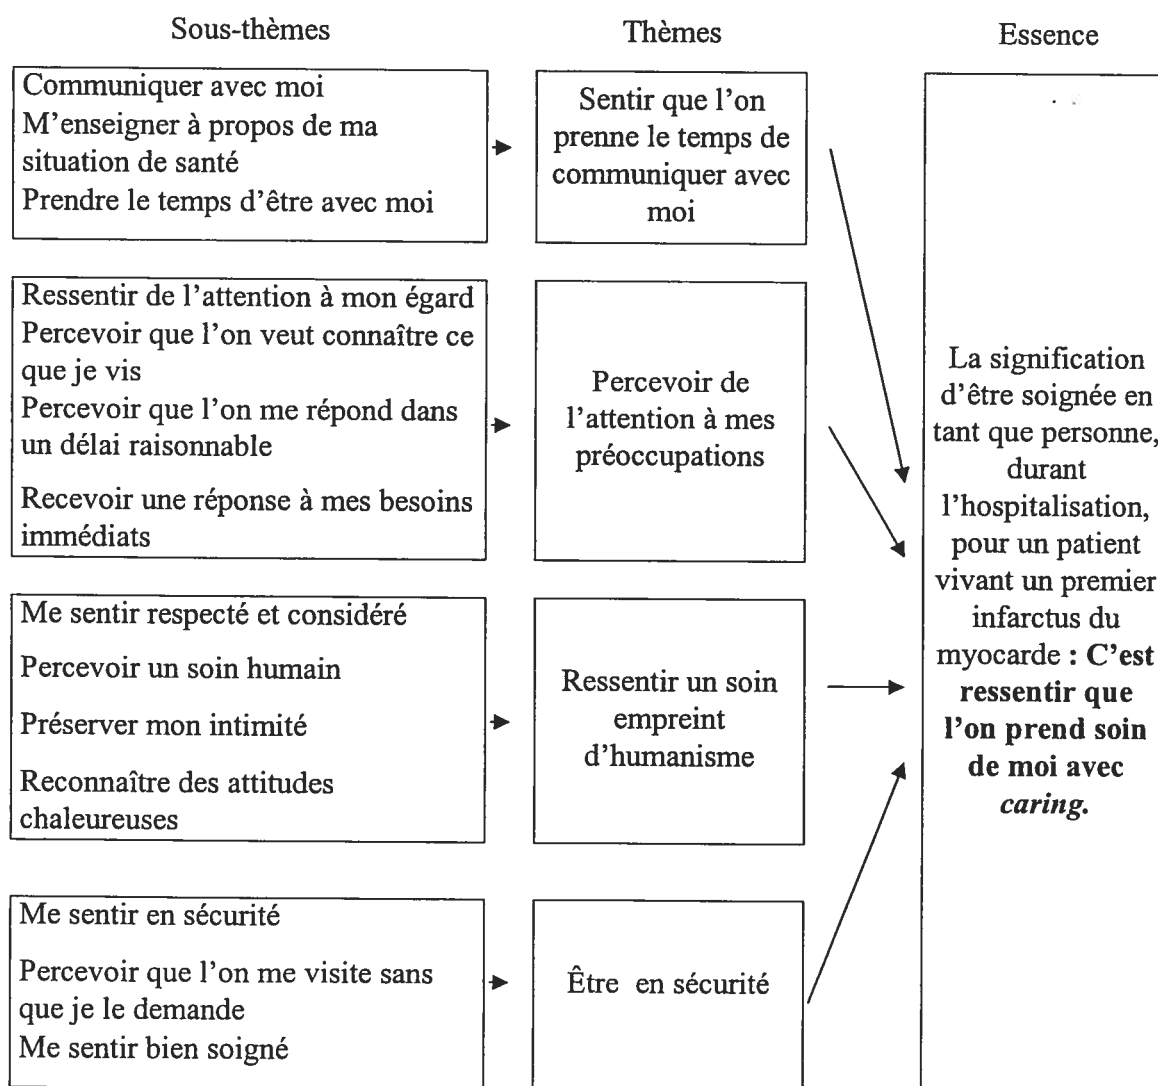 Sous-thèmes
Thèmes
Essence
Communiquer avec moi
M'enseigner à propos de ma
situation de santé
Prendre le temps d'être avec moi
Sentir que l'on
prenne le temps de
communiquer avec
moi
Ressentir de l'attention à mon égard
Percevoir que l'on veut connaître ce
que je vis
Percevoir que l'on me répond dans
un délai raisonnable
Recevoir une réponse à mes besoins
immédiats
Percevoir de
l'attention à mes
préoccupations
Me sentir respecté et considéré
Percevoir un soin humain
Préserver mon intimité
Reconnaître des attitudes
chaleureuses
Ressentir un soin
empreint
d'humanisme
Me sentir en sécurité
Percevoir que l'on me visite sans
que je le demande
Me sentir bien soigné
Être en sécurité
La signification
d'être soignée en
tant que personne,
durant
l'hospitalisation,
pour un patient
vivant un premier
infarctus du
myocarde : C'est
ressentir que
l'on prend soin
de moi avec
caring.